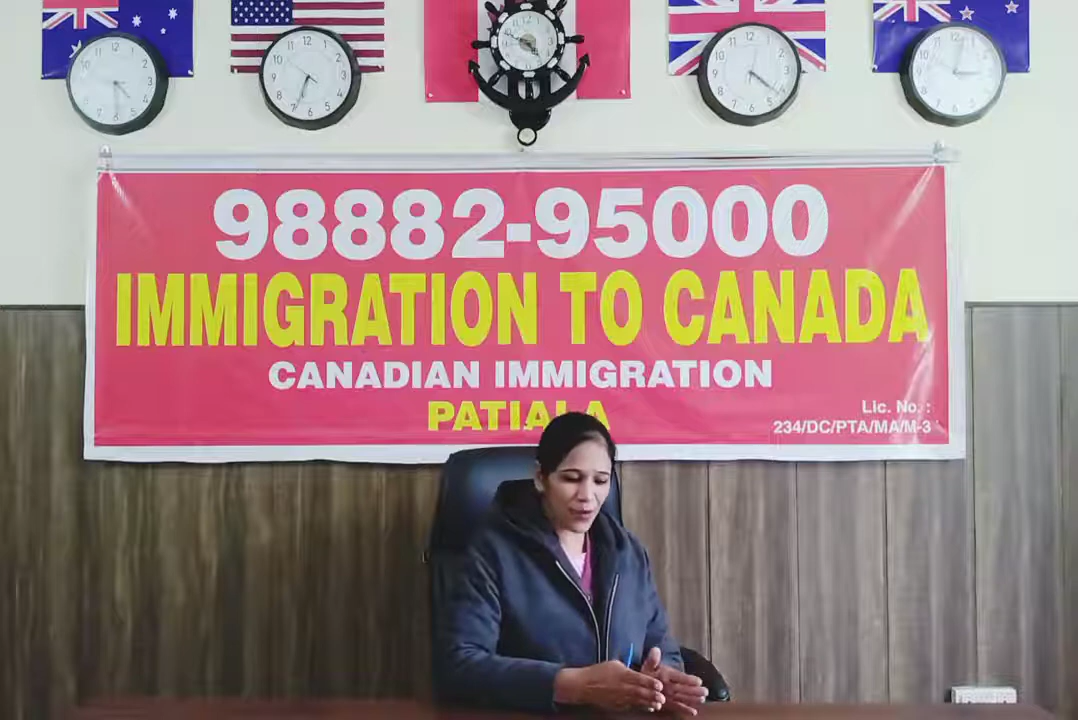 98882-95000
IMMIGRATION TO CANADA
CANADIAN IMMIGRATION
PATIALA
Lic. No. :
234/DC/PTA/MA/M-3